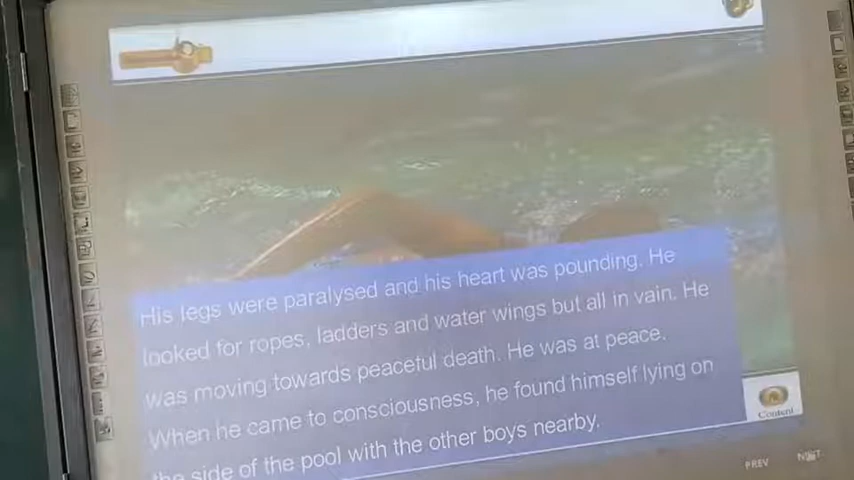 His legs were paralysed and his heart was pounding. He
looked for ropes, ladders and water wings but all in vain. He
was moving towards peaceful death. He was at peace.
When he came to consciousness, he found himself lying on
the side of the pool with the other boys nearby.
Content
PREV
NEXT